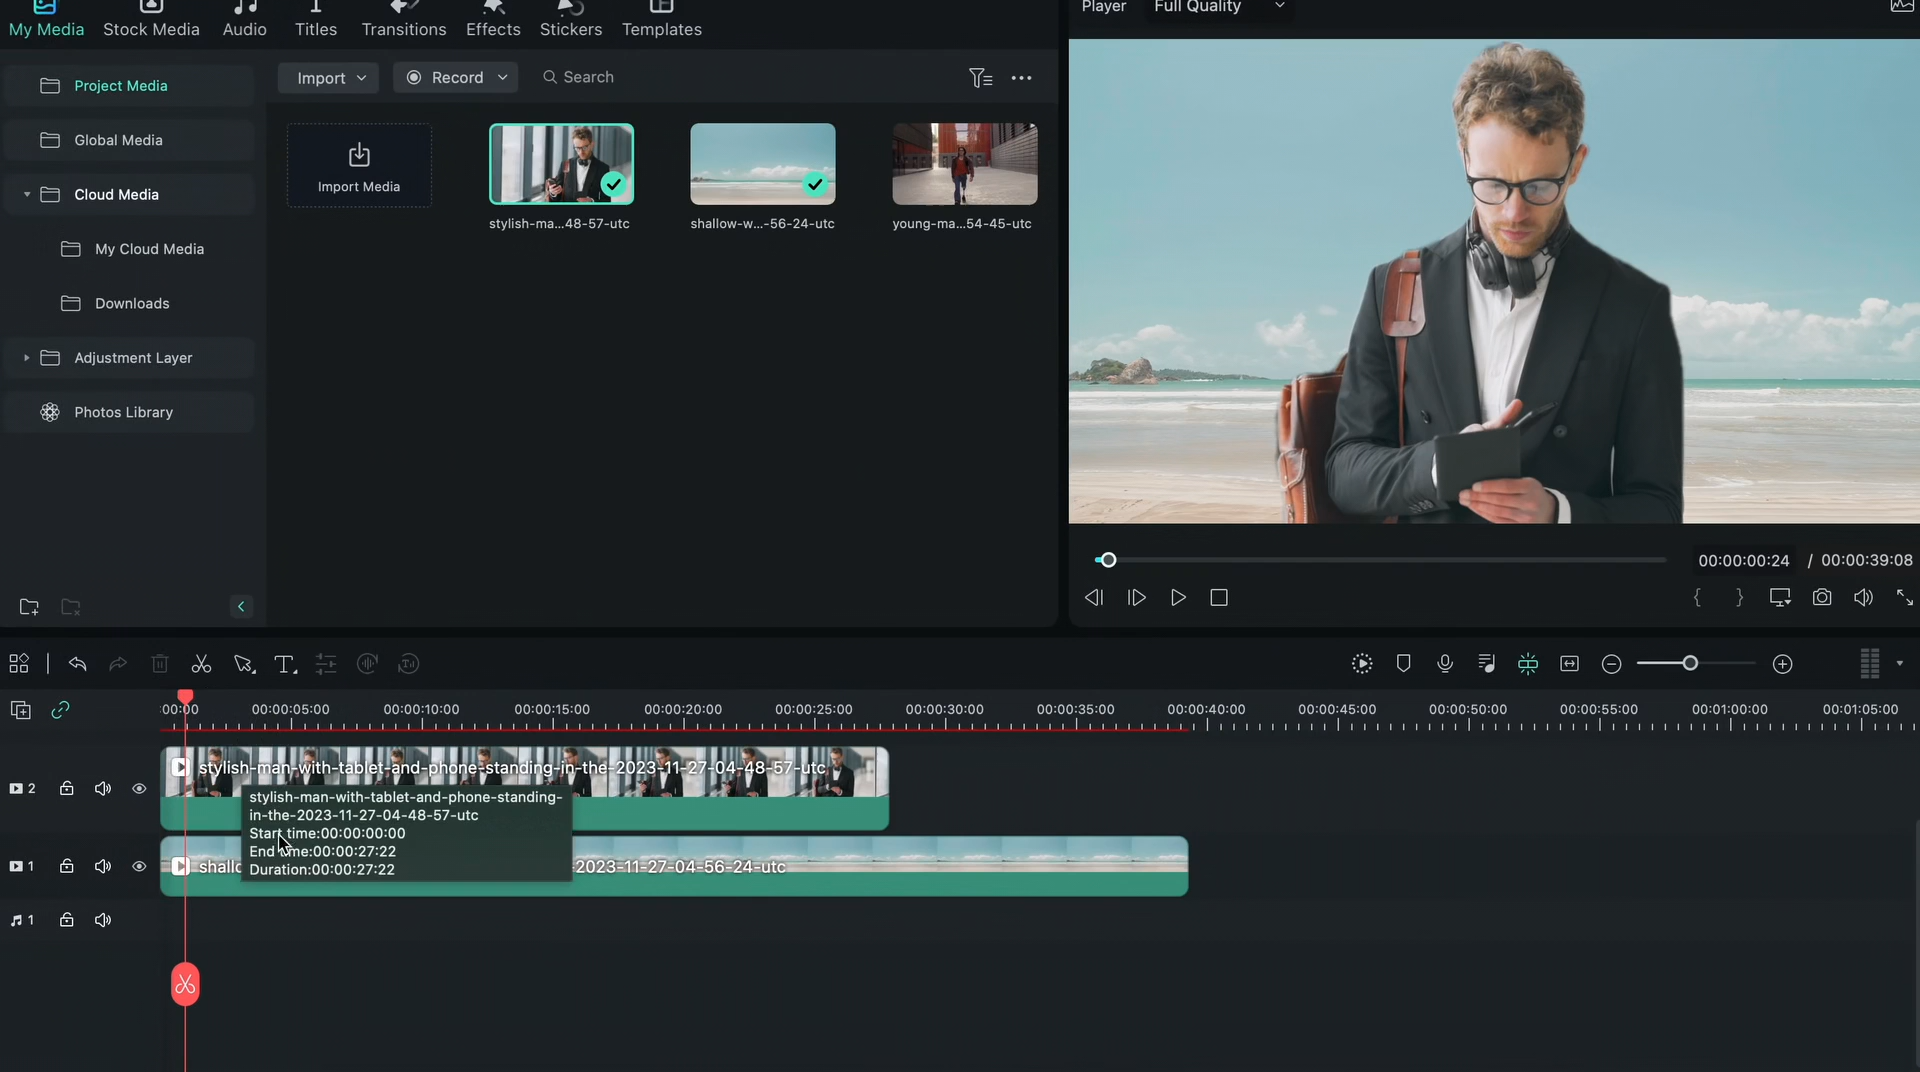 My Media
Stock Media
Audio
Titles
Transitions
Effects
Stickers
Templates
Player
Full Quality
Project Media
Global Media
Cloud Media
My Cloud Media
Downloads
Adjustment Layer
Photos Library
Import
Record
Search
Import Media
stylish-ma...48-57-utc
shallow-w...-56-24-utc
young-ma...54-45-utc
00:00:00:24 / 00:00:39:08
:00:00
00:00:05:00
00:00:10:00
00:00:15:00
00:00:20:00
00:00:25:00
00:00:30:00
00:00:35:00
00:00:40:00
00:00:45:00
00:00:50:00
00:00:55:00
00:01:00:00
00:01:05:00
2
stylish-man-with-tablet-and-phone-standing-in-the-2023-11-27-04-48-57-utc
stylish-man-with-tablet-and-phone-standing-
in-the-2023-11-27-04-48-57-utc
Start time:00:00:00:00
End time:00:00:27:22
Duration:00:00:27:22
1
shallo
-2023-11-27-04-56-24-utc
1